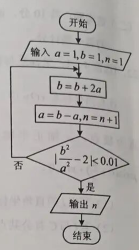 开始
输入 a=1,b=1,n=1
b=b+2a
a=b-a,n=n+1
|b²/a²-2|<0.01
否
是
输出 n
结束